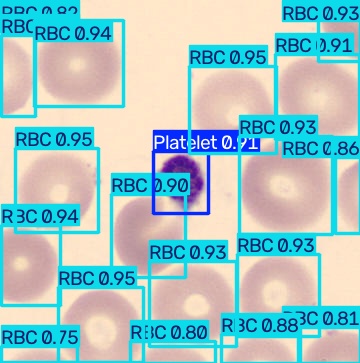 RBC 0.82
RBC 0.93
RBC
RBC 0.94
RBC 0.91
RBC 0.95
RBC 0.93
Platelet 0.91
RBC 0.95
RBC 0.86
RBC 0.90
RBC 0.94
RBC 0.93
RBC 0.93
RBC 0.95
RBC 0.75
RBC 0.80
RBC 0.88
RBC 0.81